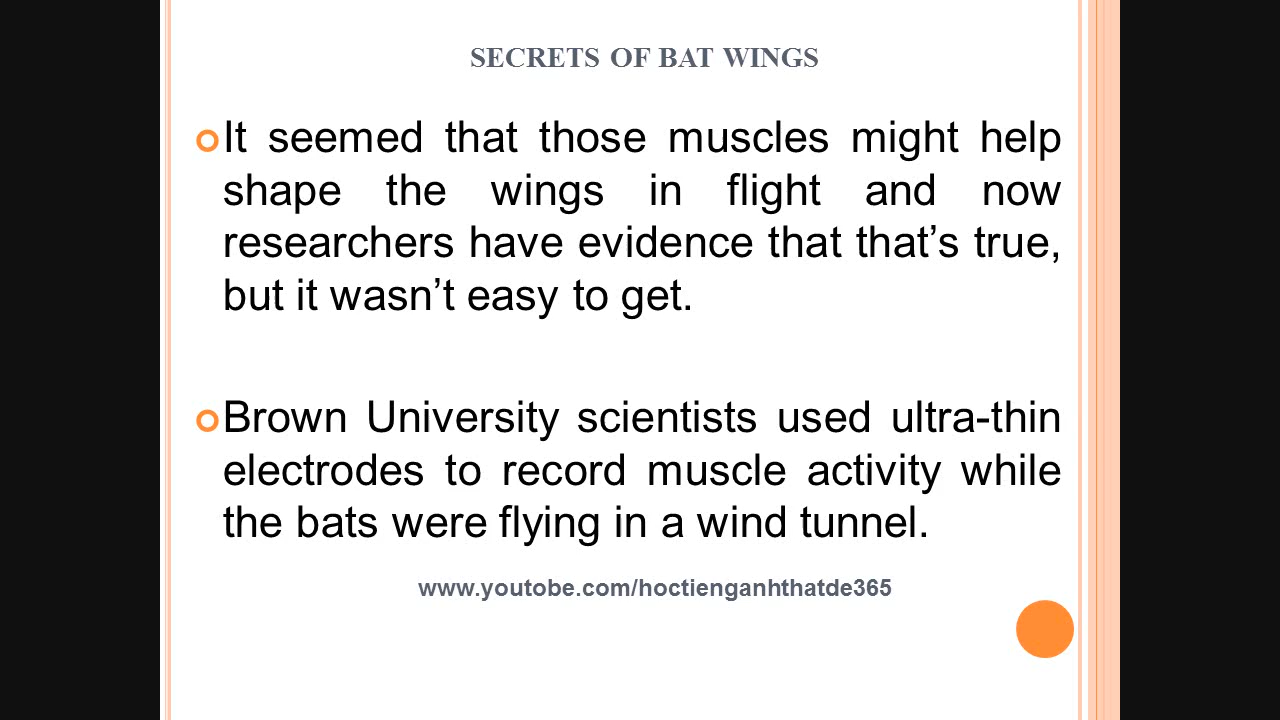 SECRETS OF BAT WINGS
It seemed that those muscles might help
shape the wings in flight and now
researchers have evidence that that’s true,
but it wasn’t easy to get.
Brown University scientists used ultra-thin
electrodes to record muscle activity while
the bats were flying in a wind tunnel.
www.youtobe.com/hoctienganhthatde365